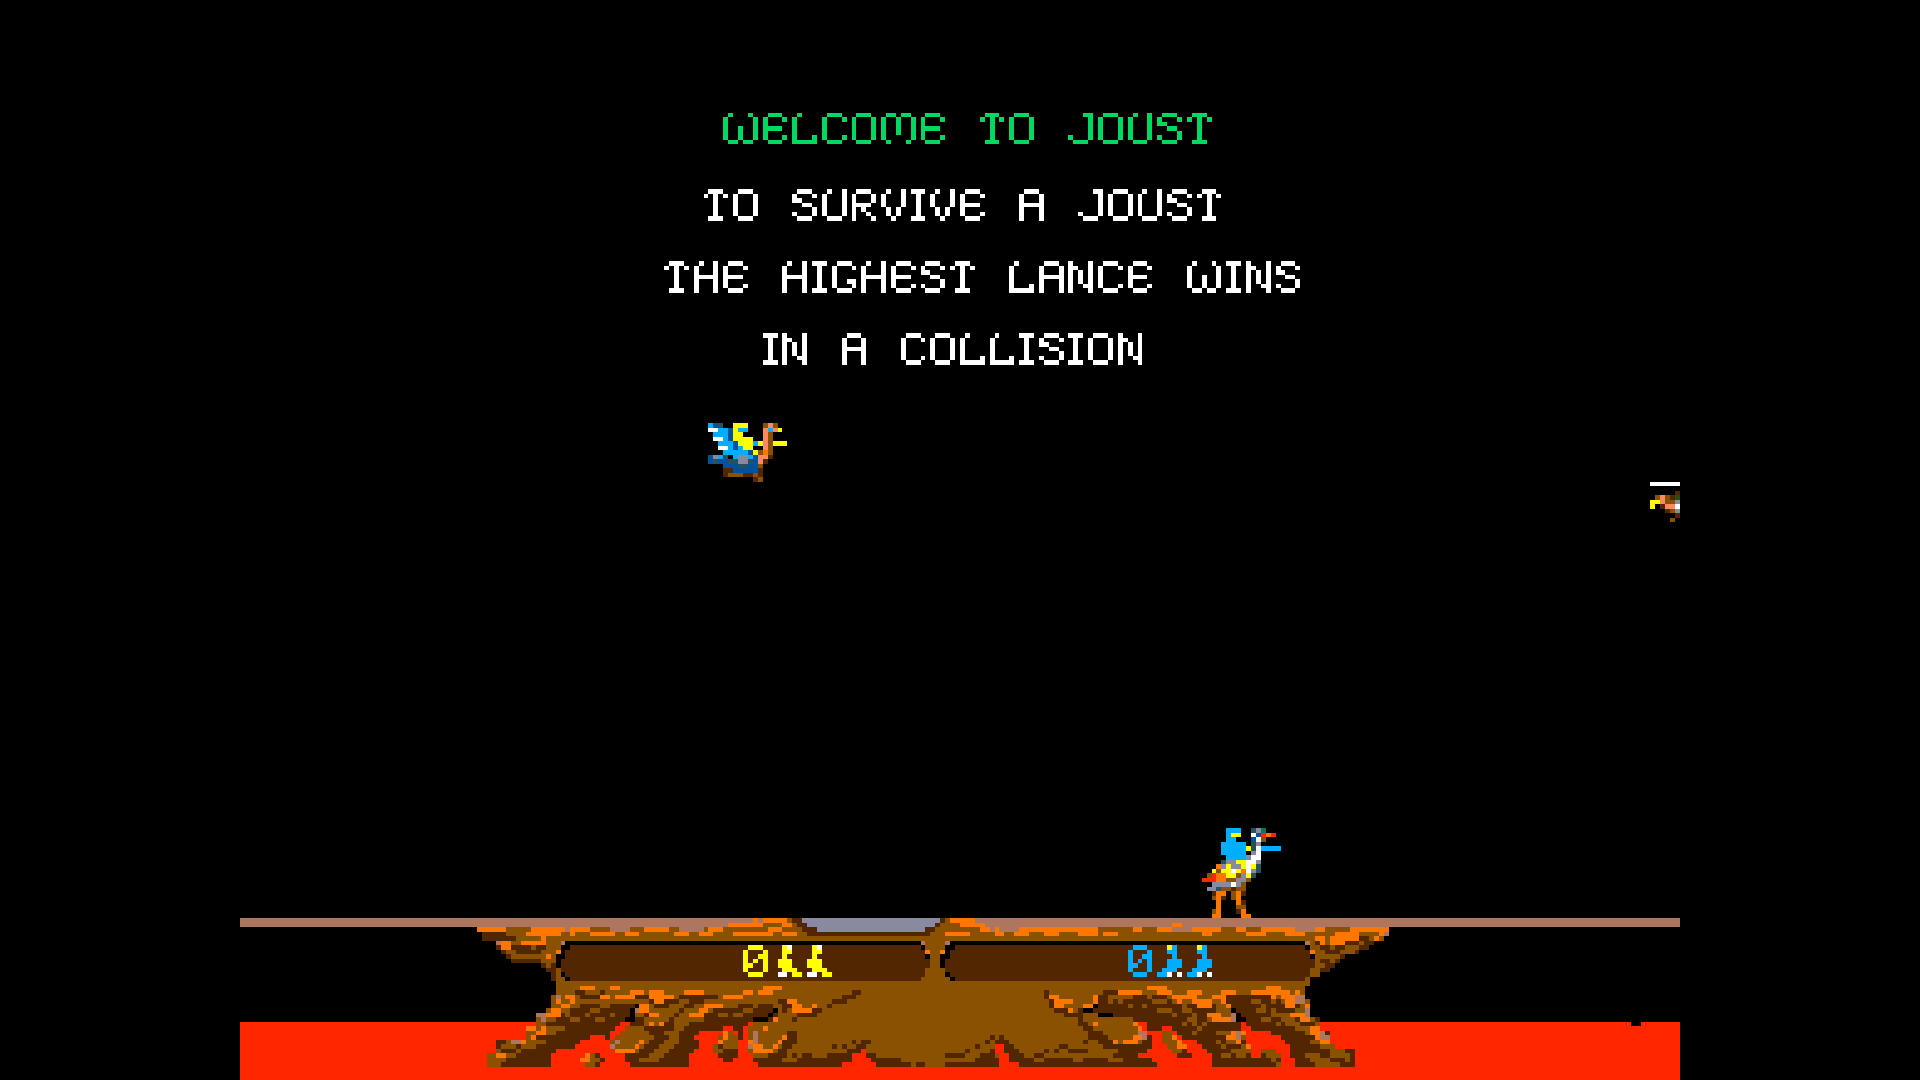 WELCOME TO JOUST
TO SURVIVE A JOUST
THE HIGHEST LANCE WINS
IN A COLLISION
0 0